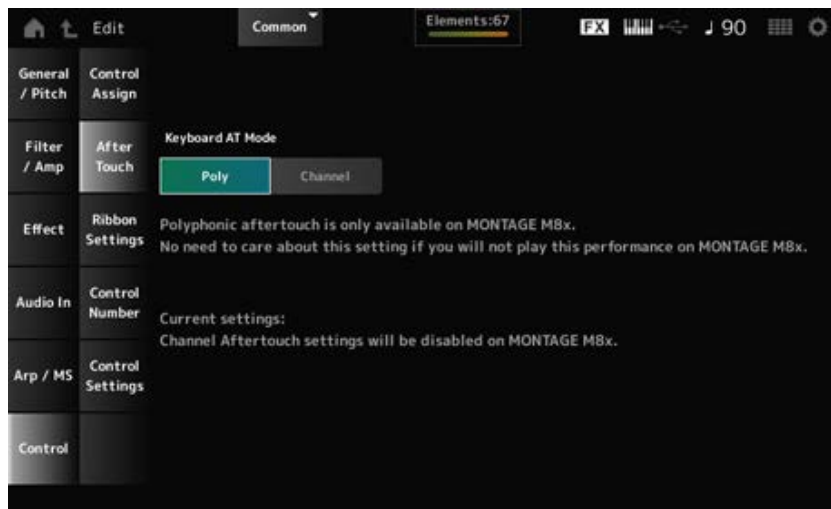 Edit
Common
Elements:67
FX
90
General
/ Pitch
Control
Assign
Filter
/ Amp
After
Touch
Effect
Ribbon
Settings
Audio In
Control
Number
Arp / MS
Control
Settings
Control
Keyboard AT Mode
Poly
Channel
Polyphonic aftertouch is only available on MONTAGE M8x.
No need to care about this setting if you will not play this performance on MONTAGE M8x.
Current settings:
Channel Aftertouch settings will be disabled on MONTAGE M8x.